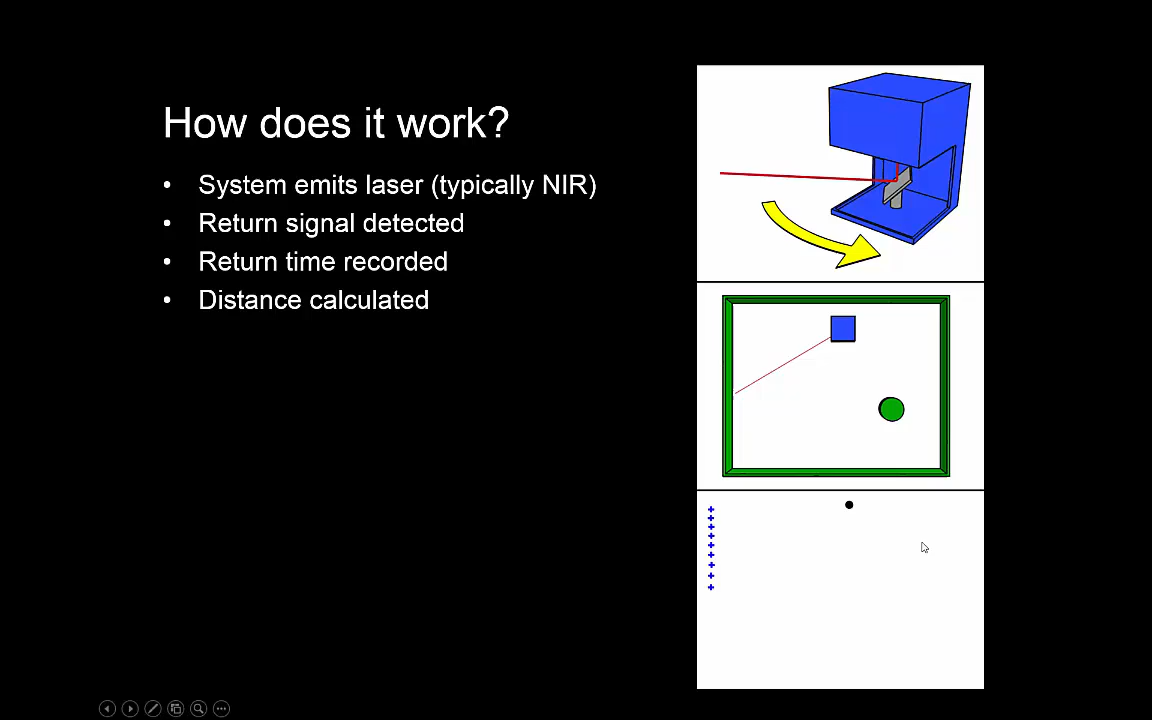 How does it work?
• System emits laser (typically NIR)
• Return signal detected
• Return time recorded
• Distance calculated